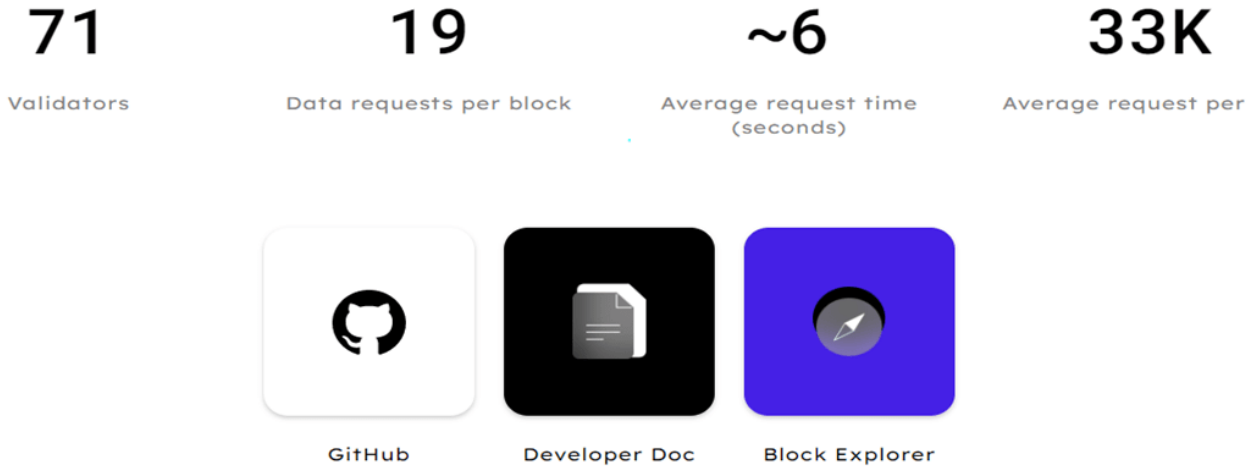 71
19
~6
33K
Validators
Data requests per block
Average request time
(seconds)
Average request per
GitHub
Developer Doc
Block Explorer